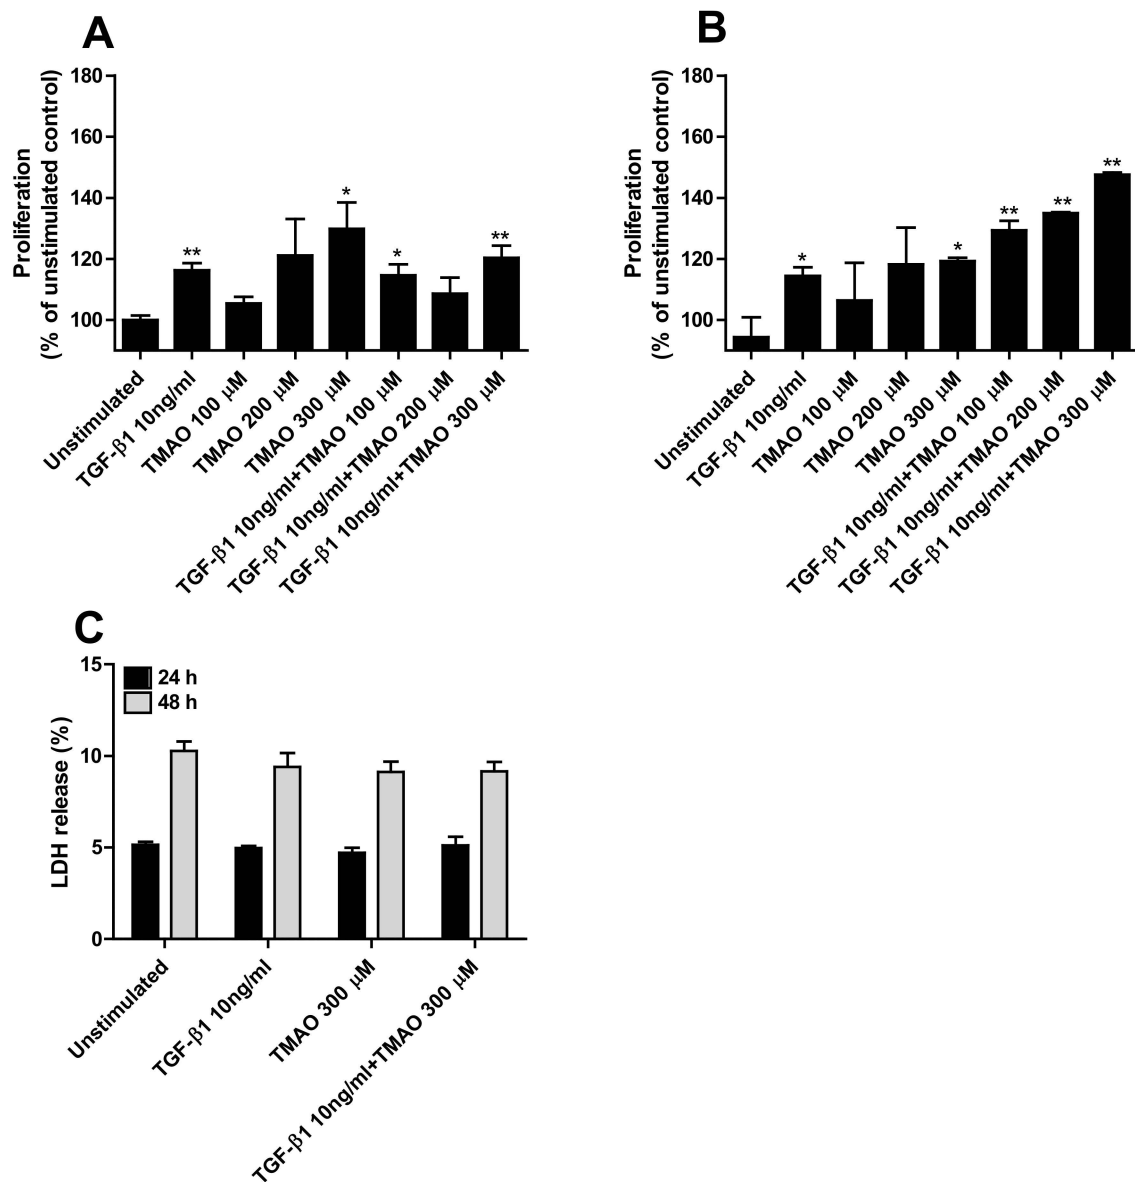 A
Proliferation
(% of unstimulated control)
180
160
140
120
100
**
*
*
**
Unstimulated
TGF-β1 10ng/ml
TMAO 100 μM
TMAO 200 μM
TMAO 300 μM
TGF-β1 10ng/ml+TMAO 100 μM
TGF-β1 10ng/ml+TMAO 200 μM
TGF-β1 10ng/ml+TMAO 300 μM
B
Proliferation
(% of unstimulated control)
180
160
140
120
100
*
*
**
**
**
Unstimulated
TGF-β1 10ng/ml
TMAO 100 μM
TMAO 200 μM
TMAO 300 μM
TGF-β1 10ng/ml+TMAO 100 μM
TGF-β1 10ng/ml+TMAO 200 μM
TGF-β1 10ng/ml+TMAO 300 μM
C
LDH release (%)
15
10
5
0
24 h
48 h
Unstimulated
TGF-β1 10ng/ml
TMAO 300 μM
TGF-β1 10ng/ml+TMAO 300 μM